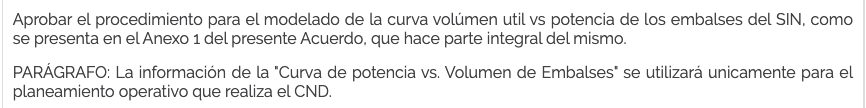 Aprobar el procedimiento para el modelado de la curva volúmen util vs potencia de los embalses del SIN, como
se presenta en el Anexo 1 del presente Acuerdo, que hace parte integral del mismo.
PARÁGRAFO: La información de la "Curva de potencia vs. Volumen de Embalses" se utilizará unicamente para el
planeamiento operativo que realiza el CND.